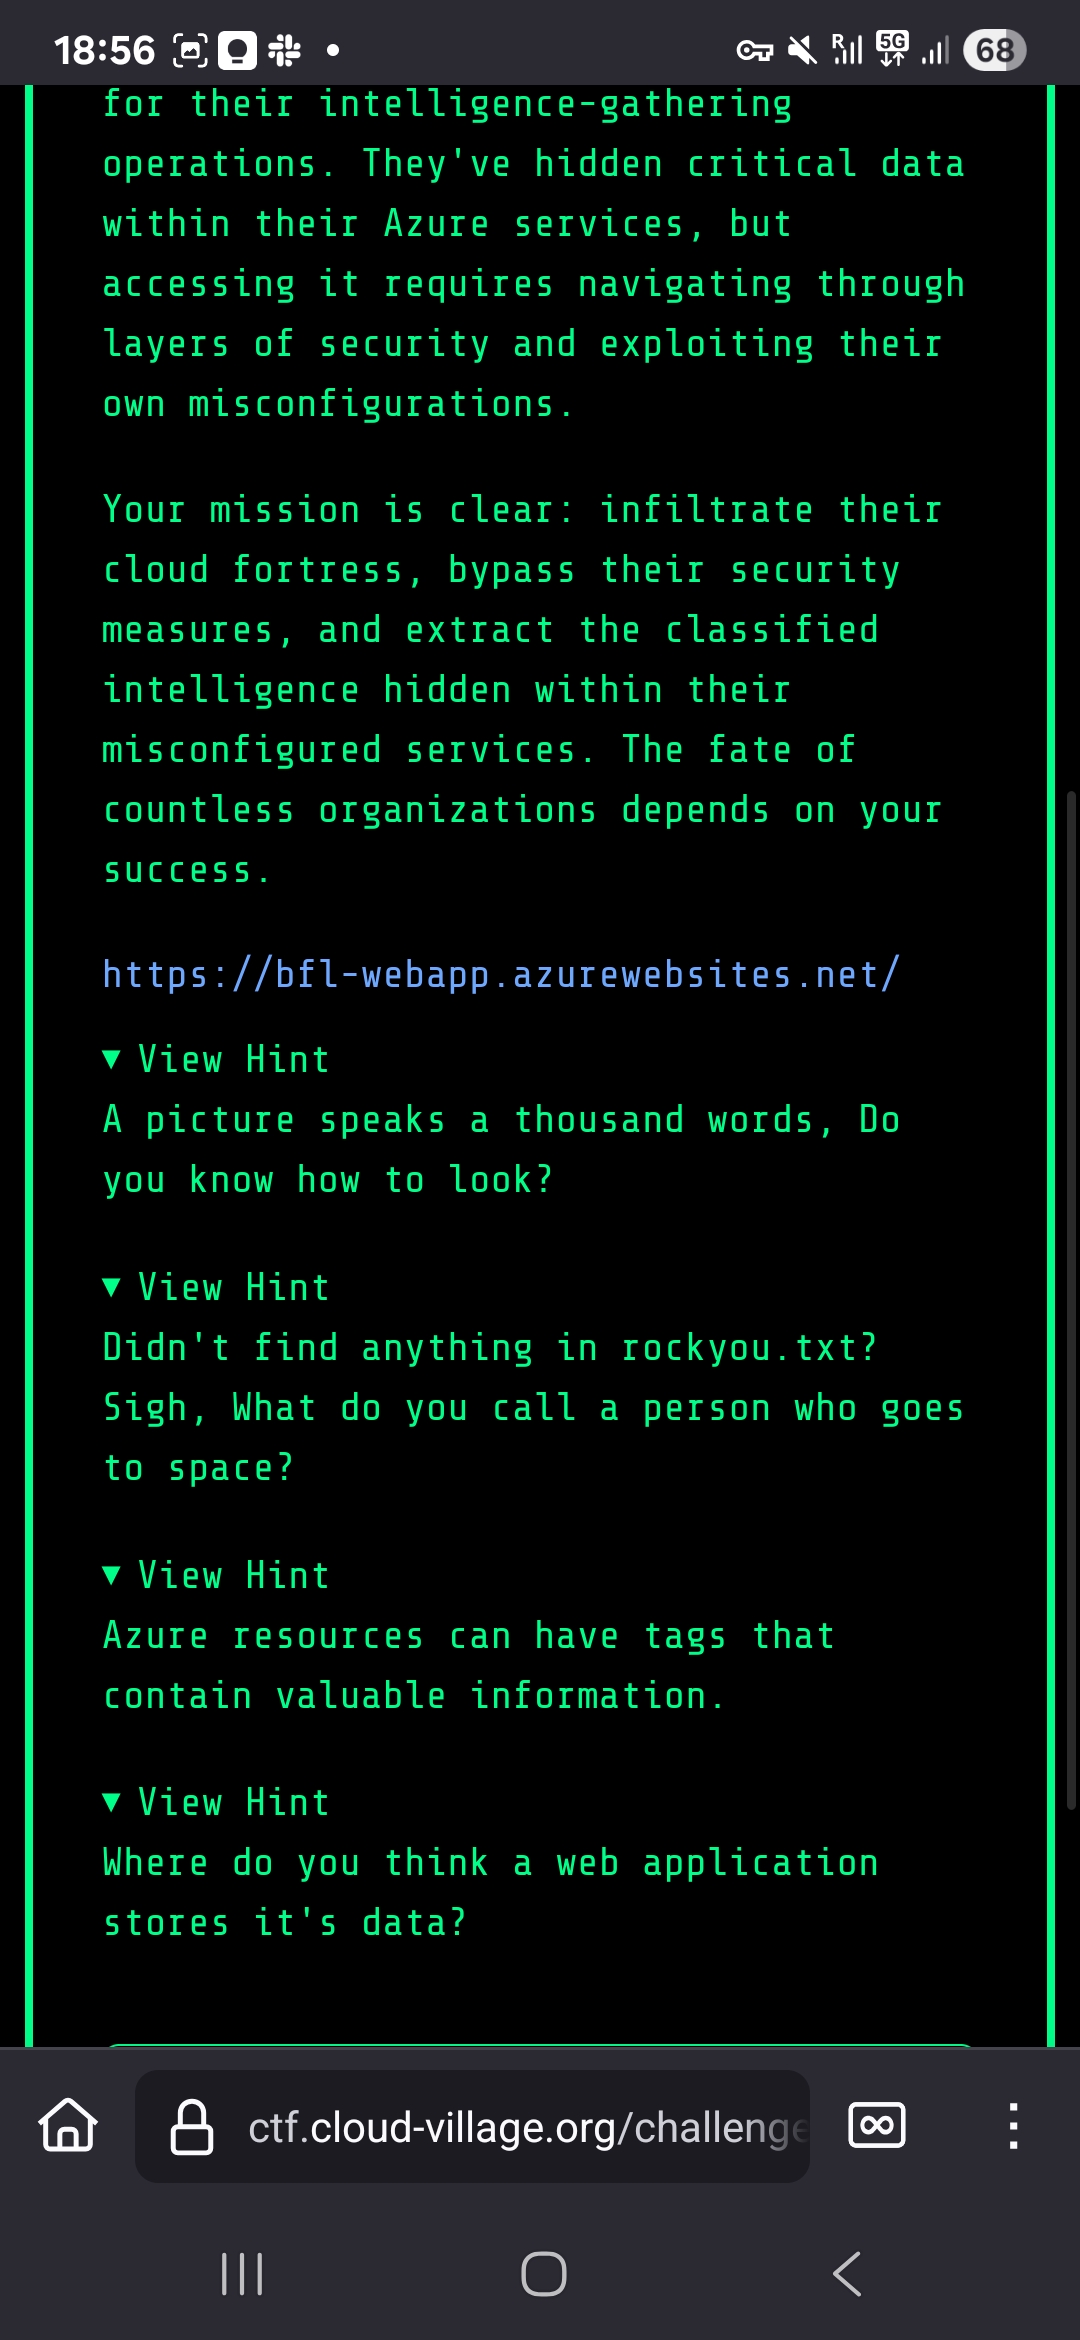 18:56
R
5G
68
for their intelligence-gathering
operations. They've hidden critical data
within their Azure services, but
accessing it requires navigating through
layers of security and exploiting their
own misconfigurations.
Your mission is clear: infiltrate their
cloud fortress, bypass their security
measures, and extract the classified
intelligence hidden within their
misconfigured services. The fate of
countless organizations depends on your
success.
https://bfl-webapp.azurewebsites.net/
▼ View Hint
A picture speaks a thousand words, Do
you know how to look?
▼ View Hint
Didn't find anything in rockyou.txt?
Sigh, What do you call a person who goes
to space?
▼ View Hint
Azure resources can have tags that
contain valuable information.
▼ View Hint
Where do you think a web application
stores it's data?
ctf.cloud-village.org/challenge